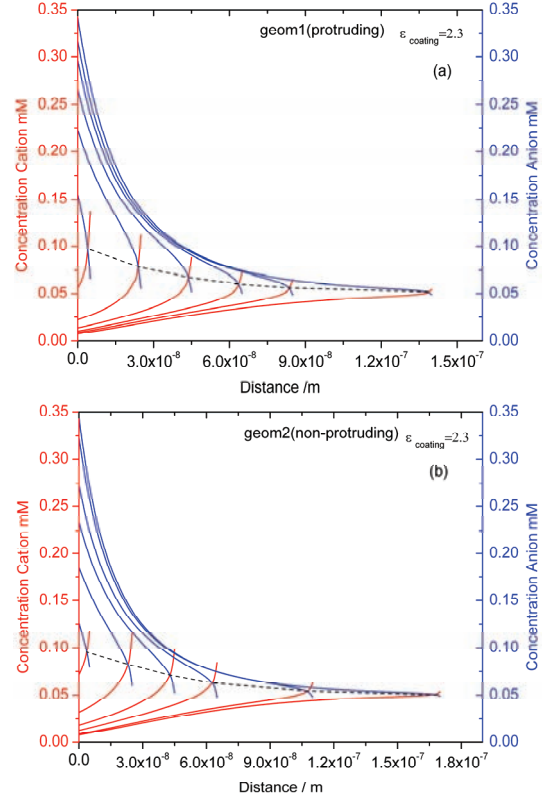 geom1(protruding) ε coating=2.3
(a)
0.35
0.30
0.25
0.20
0.15
0.10
0.05
0.00
Concentration Cation mM
0.35
0.30
0.25
0.20
0.15
0.10
0.05
0.00
Concentration Anion mM
0.0 3.0x10⁻⁸ 6.0x10⁻⁸ 9.0x10⁻⁸ 1.2x10⁻⁷ 1.5x10⁻⁷
Distance /m
geom2(non-protruding) ε coating=2.3
(b)
0.35
0.30
0.25
0.20
0.15
0.10
0.05
0.00
Concentration Cation mM
0.35
0.30
0.25
0.20
0.15
0.10
0.05
0.00
Concentration Anion mM
0.0 3.0x10⁻⁸ 6.0x10⁻⁸ 9.0x10⁻⁸ 1.2x10⁻⁷ 1.5x10⁻⁷ 1.8x10⁻⁷
Distance / m